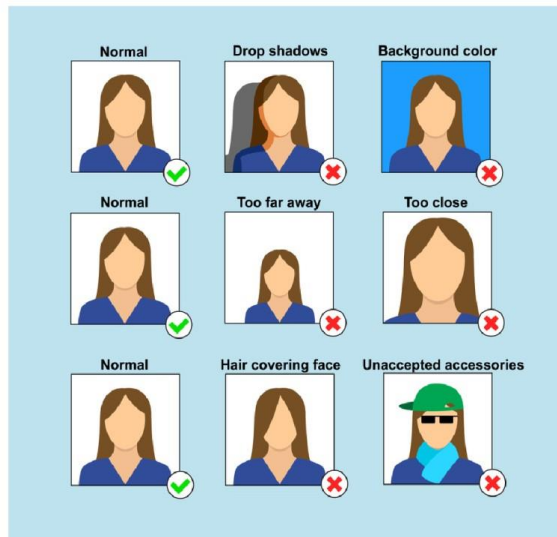 Normal
Drop shadows
Background color
Normal
Too far away
Too close
Normal
Hair covering face
Unaccepted accessories